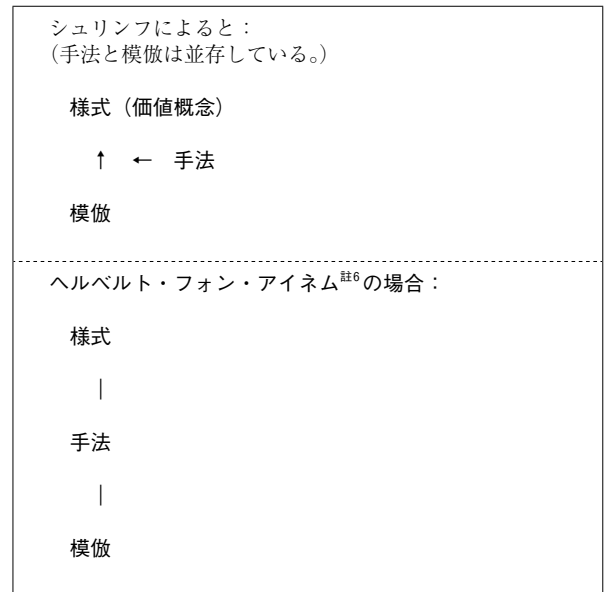 シュリンフによると：
（手法と模倣は並存している。）
様式（価値概念）
↑ ← 手法
模倣
ヘルベルト・フォン・アイネム註6の場合：
様式
｜
手法
｜
模倣